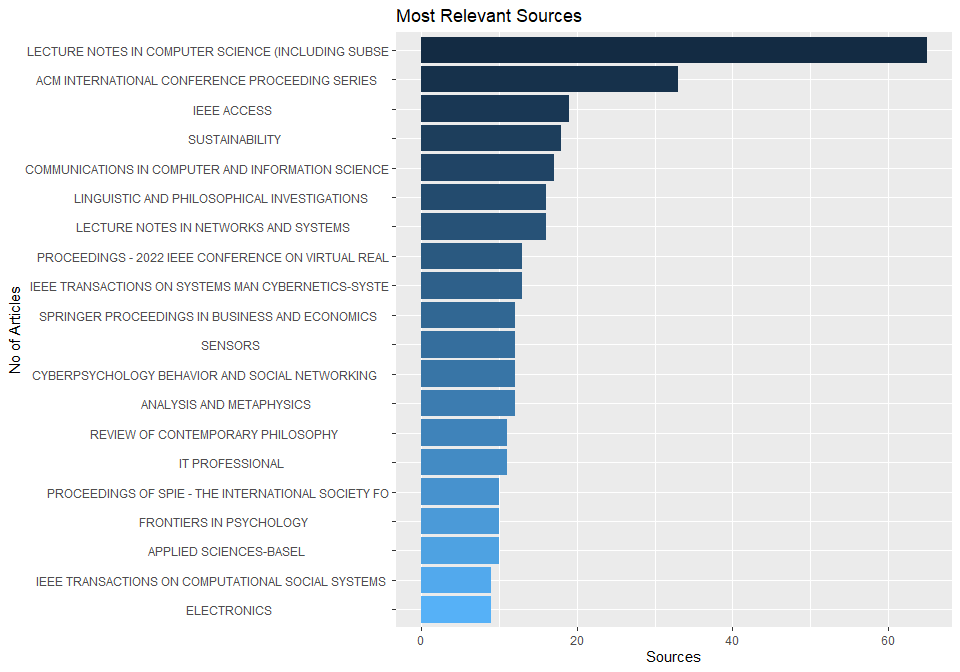 Most Relevant Sources
LECTURE NOTES IN COMPUTER SCIENCE (INCLUDING SUBSE
ACM INTERNATIONAL CONFERENCE PROCEEDING SERIES
IEEE ACCESS
SUSTAINABILITY
COMMUNICATIONS IN COMPUTER AND INFORMATION SCIENCE
LINGUISTIC AND PHILOSOPHICAL INVESTIGATIONS
LECTURE NOTES IN NETWORKS AND SYSTEMS
PROCEEDINGS - 2022 IEEE CONFERENCE ON VIRTUAL REAL
IEEE TRANSACTIONS ON SYSTEMS MAN CYBERNETICS-SYSTE
SPRINGER PROCEEDINGS IN BUSINESS AND ECONOMICS
SENSORS
CYBERPSYCHOLOGY BEHAVIOR AND SOCIAL NETWORKING
ANALYSIS AND METAPHYSICS
REVIEW OF CONTEMPORARY PHILOSOPHY
IT PROFESSIONAL
PROCEEDINGS OF SPIE - THE INTERNATIONAL SOCIETY FO
FRONTIERS IN PSYCHOLOGY
APPLIED SCIENCES-BASEL
IEEE TRANSACTIONS ON COMPUTATIONAL SOCIAL SYSTEMS
ELECTRONICS
No of Articles
0 20 40 60
Sources